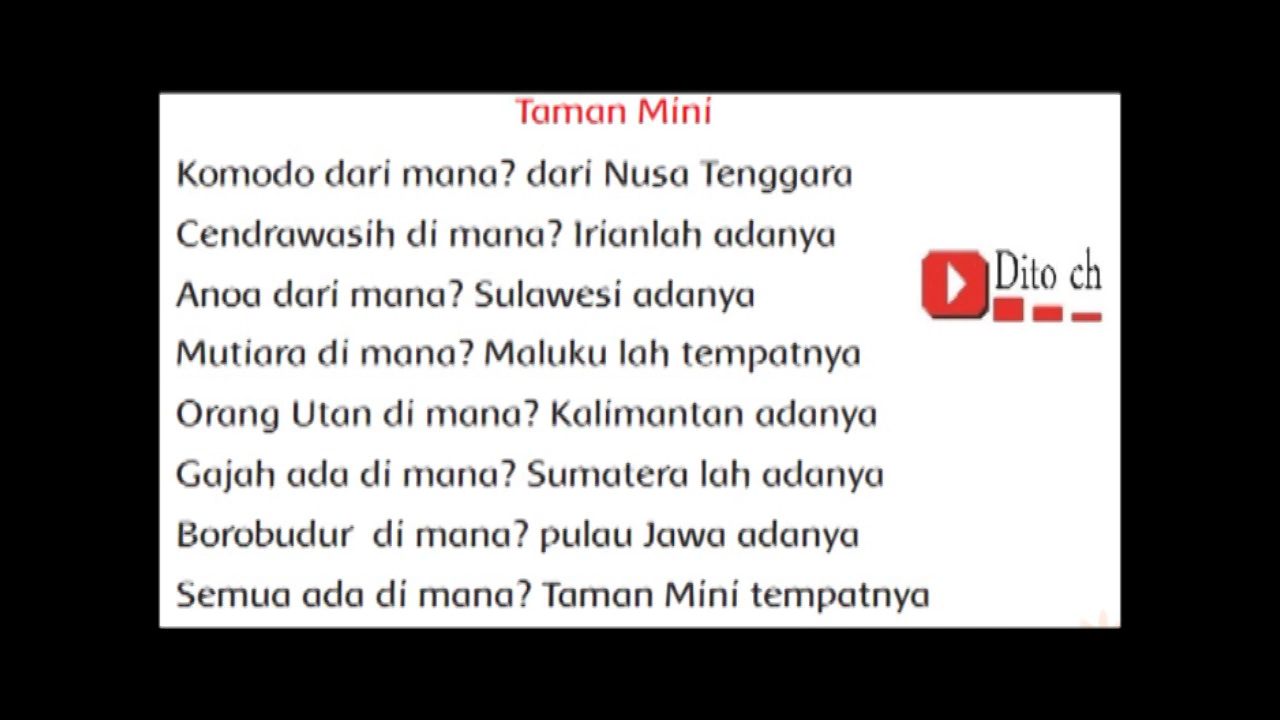 Taman Mini
Komodo dari mana? dari Nusa Tenggara
Cendrawasih di mana? Irianlah adanya
Anoa dari mana? Sulawesi adanya
Mutiara di mana? Maluku lah tempatnya
Orang Utan di mana? Kalimantan adanya
Gajah ada di mana? Sumatera lah adanya
Borobudur di mana? pulau Jawa adanya
Semua ada di mana? Taman Mini tempatnya
Dito ch